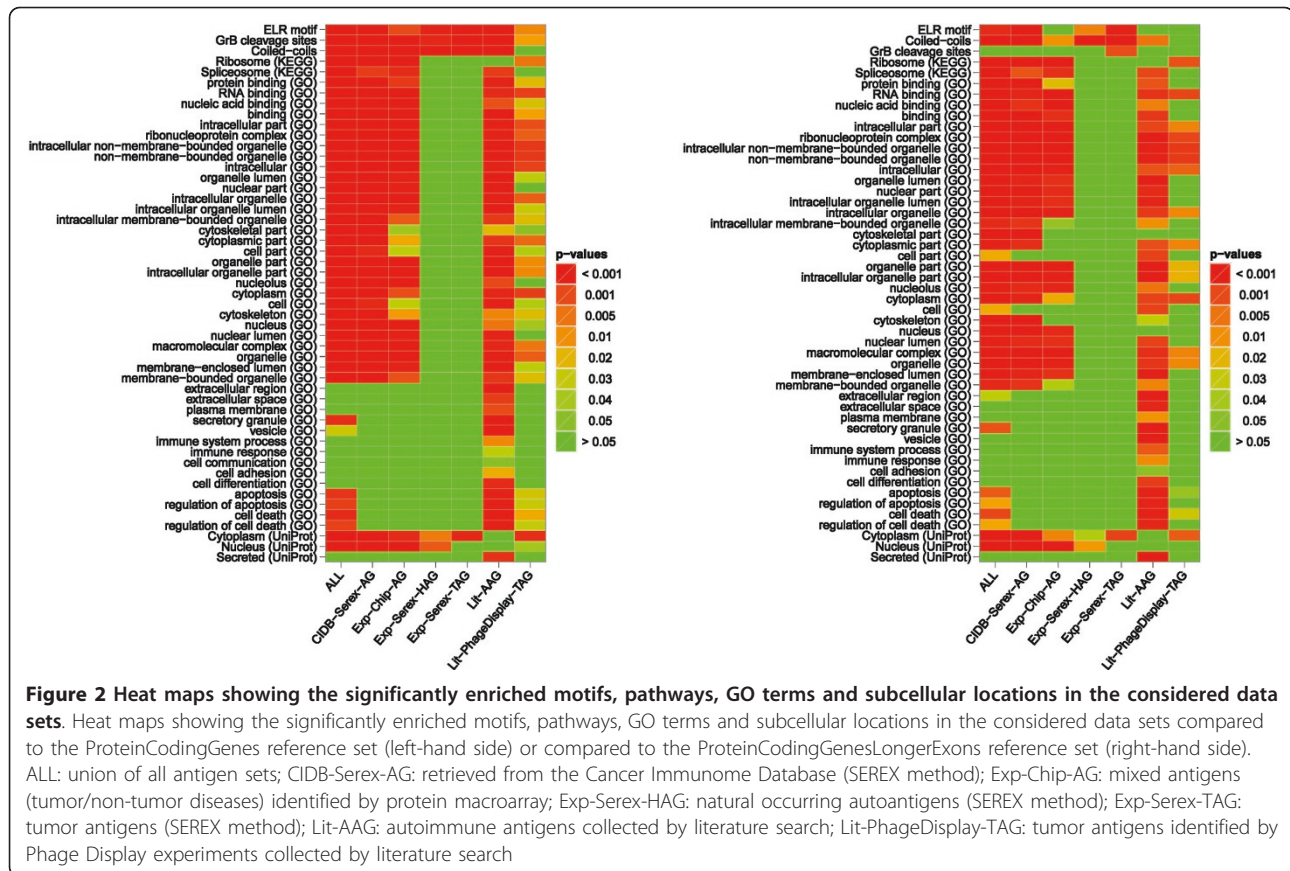 ELR motif
GrB cleavage sites
Coiled-coils
Ribosome (KEGG)
Spliceosome (KEGG)
protein binding (GO)
RNA binding (GO)
nucleic acid binding (GO)
binding (GO)
intracellular part (GO)
ribonucleoprotein complex (GO)
intracellular non-membrane-bounded organelle (GO)
non-membrane-bounded organelle (GO)
intracellular (GO)
organelle lumen (GO)
nuclear part (GO)
intracellular organelle (GO)
intracellular organelle lumen (GO)
intracellular membrane-bounded organelle (GO)
cytoskeletal part (GO)
cytoplasmic part (GO)
cell part (GO)
organelle part (GO)
intracellular organelle part (GO)
nucleolus (GO)
cytoplasm (GO)
cell (GO)
cytoskeleton (GO)
nucleus (GO)
nuclear lumen (GO)
macromolecular complex (GO)
organelle (GO)
membrane-enclosed lumen (GO)
membrane-bounded organelle (GO)
extracellular region (GO)
extracellular space (GO)
plasma membrane (GO)
secretory granule (GO)
vesicle (GO)
immune system process (GO)
immune response (GO)
cell communication (GO)
cell adhesion (GO)
cell differentiation (GO)
apoptosis (GO)
regulation of apoptosis (GO)
cell death (GO)
regulation of cell death (GO)
Cytoplasm (UniProt)
Nucleus (UniProt)
Secreted (UniProt)
ALL
CIDB-Serex-AG
Exp-Chip-AG
Exp-Serex-HAG
Exp-Serex-TAG
Lit-AAG
Lit-PhageDisplay-TAG
p-values
< 0.001
0.001
0.005
0.01
0.02
0.03
0.04
0.05
> 0.05
ELR motif
Coiled-coils
GrB cleavage sites
Ribosome (KEGG)
Spliceosome (KEGG)
protein binding (GO)
RNA binding (GO)
nucleic acid binding (GO)
binding (GO)
intracellular part (GO)
ribonucleoprotein complex (GO)
intracellular non-membrane-bounded organelle (GO)
non-membrane-bounded organelle (GO)
intracellular (GO)
organelle lumen (GO)
nuclear part (GO)
intracellular organelle lumen (GO)
intracellular organelle (GO)
intracellular membrane-bounded organelle (GO)
cytoskeletal part (GO)
cytoplasmic part (GO)
cell part (GO)
organelle part (GO)
intracellular organelle part (GO)
nucleolus (GO)
cytoplasm (GO)
cell (GO)
cytoskeleton (GO)
nucleus (GO)
nuclear lumen (GO)
macromolecular complex (GO)
organelle (GO)
membrane-enclosed lumen (GO)
membrane-bounded organelle (GO)
extracellular region (GO)
extracellular space (GO)
plasma membrane (GO)
secretory granule (GO)
vesicle (GO)
immune system process (GO)
immune response (GO)
cell adhesion (GO)
cell differentiation (GO)
apoptosis (GO)
regulation of apoptosis (GO)
cell death (GO)
regulation of cell death (GO)
Cytoplasm (UniProt)
Nucleus (UniProt)
Secreted (UniProt)
ALL
CIDB-Serex-AG
Exp-Chip-AG
Exp-Serex-HAG
Exp-Serex-TAG
Lit-AAG
Lit-PhageDisplay-TAG
p-values
< 0.001
0.001
0.005
0.01
0.02
0.03
0.04
0.05
> 0.05
Figure 2 Heat maps showing the significantly enriched motifs, pathways, GO terms and subcellular locations in the considered data
sets. Heat maps showing the significantly enriched motifs, pathways, GO terms and subcellular locations in the considered data sets compared
to the ProteinCodingGenes reference set (left-hand side) or compared to the ProteinCodingGenesLongerExons reference set (right-hand side).
ALL: union of all antigen sets; CIDB-Serex-AG: retrieved from the Cancer Immunome Database (SEREX method); Exp-Chip-AG: mixed antigens
(tumor/non-tumor diseases) identified by protein macroarray; Exp-Serex-HAG: natural occurring autoantigens (SEREX method); Exp-Serex-TAG:
tumor antigens (SEREX method); Lit-AAG: autoimmune antigens collected by literature search; Lit-PhageDisplay-TAG: tumor antigens identified by
Phage Display experiments collected by literature search